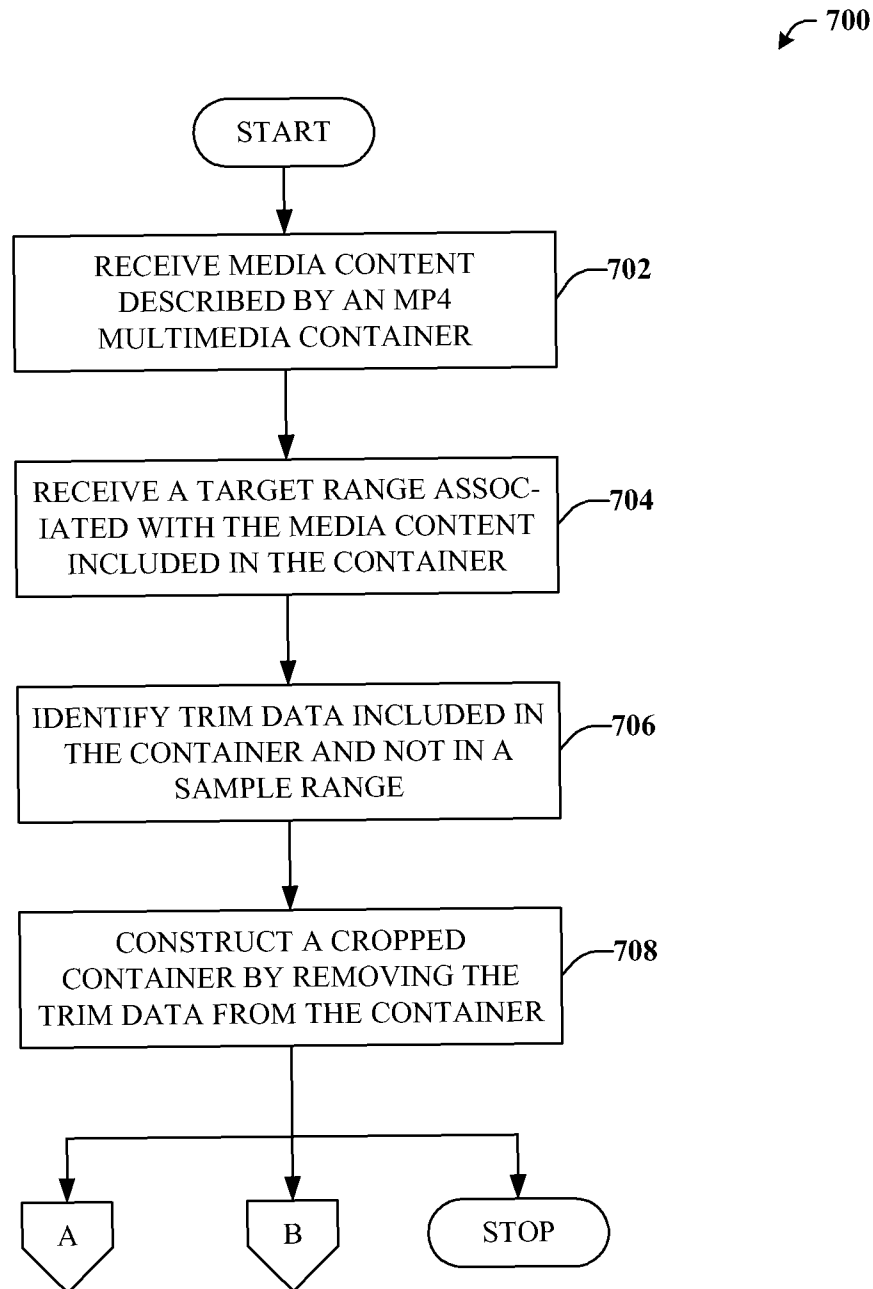 700
START
RECEIVE MEDIA CONTENT
DESCRIBED BY AN MP4
MULTIMEDIA CONTAINER
702
RECEIVE A TARGET RANGE ASSOC-
IATED WITH THE MEDIA CONTENT
INCLUDED IN THE CONTAINER
704
IDENTIFY TRIM DATA INCLUDED IN
THE CONTAINER AND NOT IN A
SAMPLE RANGE
706
CONSTRUCT A CROPPED
CONTAINER BY REMOVING THE
TRIM DATA FROM THE CONTAINER
708
A
B
STOP